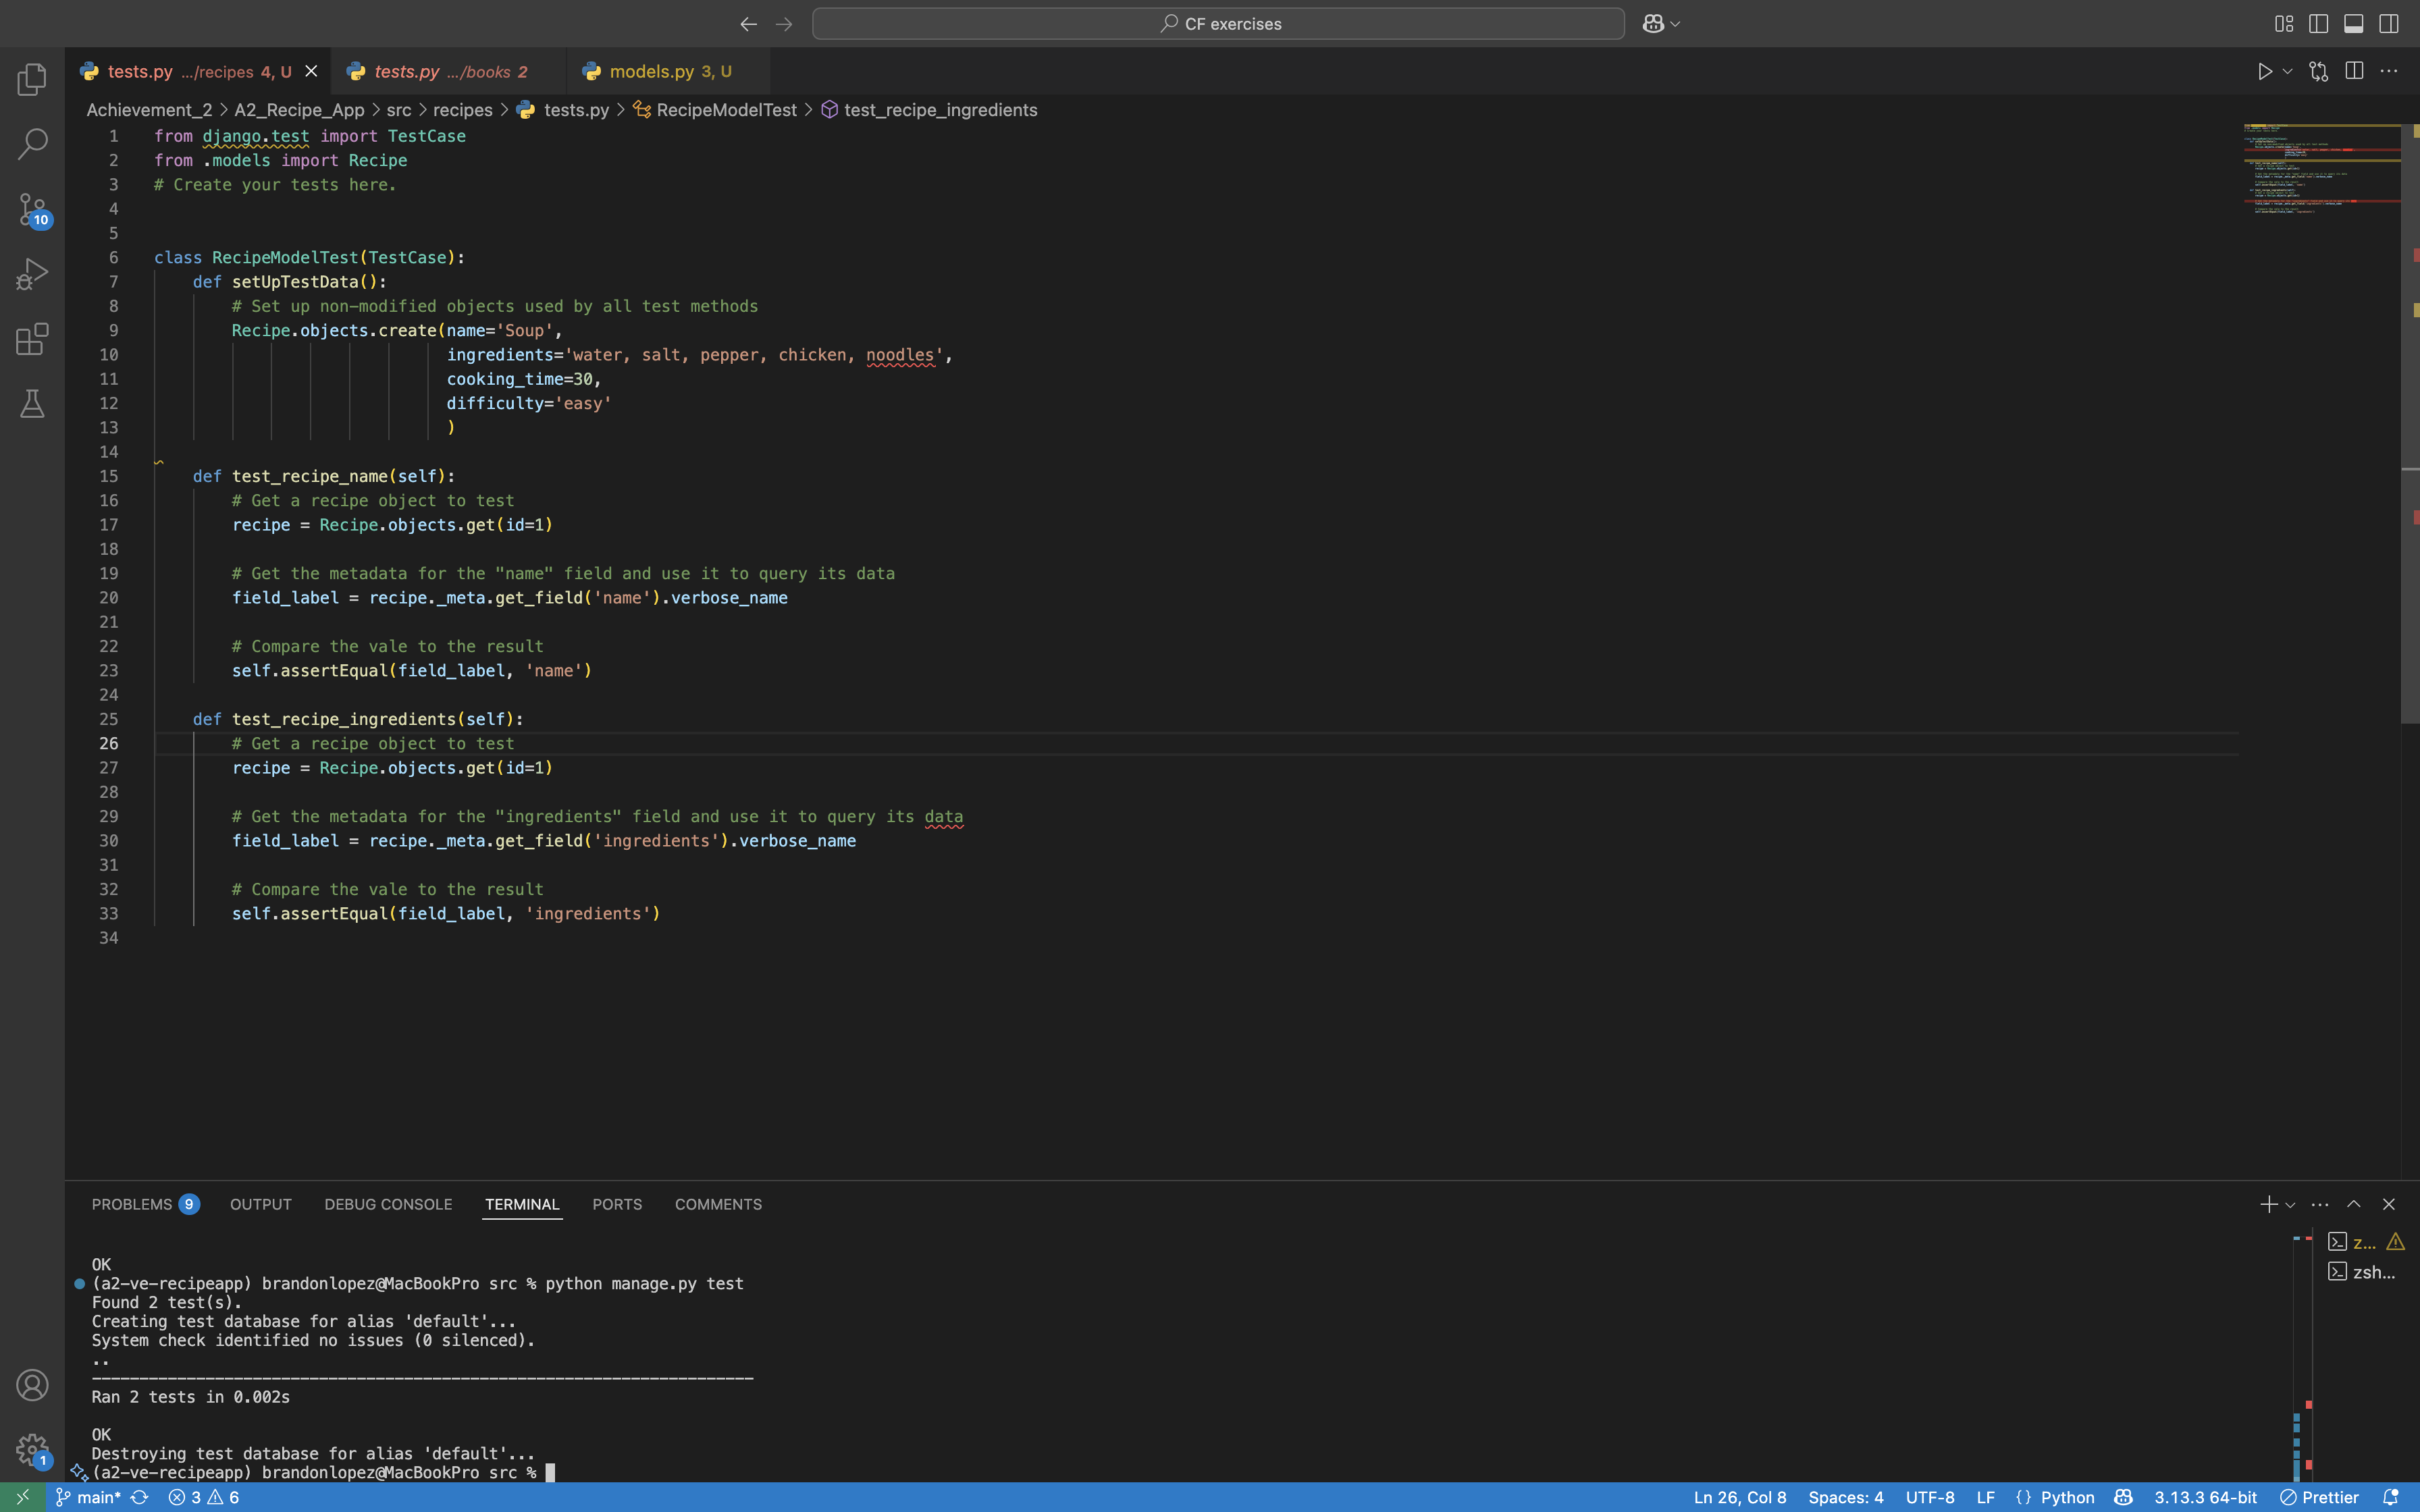 CF exercises
tests.py .../recipes 4, U
tests.py .../books 2
models.py 3, U
Achievement_2 > A2_Recipe_App > src > recipes > tests.py > RecipeModelTest > test_recipe_ingredients
1 from django.test import TestCase
2 from .models import Recipe
3 # Create your tests here.
4
5
6 class RecipeModelTest(TestCase):
7 def setUpTestData():
8 # Set up non-modified objects used by all test methods
9 Recipe.objects.create(name='Soup',
10 ingredients='water, salt, pepper, chicken, noodles',
11 cooking_time=30,
12 difficulty='easy'
13 )
14
15 def test_recipe_name(self):
16 # Get a recipe object to test
17 recipe = Recipe.objects.get(id=1)
18
19 # Get the metadata for the "name" field and use it to query its data
20 field_label = recipe._meta.get_field('name').verbose_name
21
22 # Compare the vale to the result
23 self.assertEqual(field_label, 'name')
24
25 def test_recipe_ingredients(self):
26 # Get a recipe object to test
27 recipe = Recipe.objects.get(id=1)
28
29 # Get the metadata for the "ingredients" field and use it to query its data
30 field_label = recipe._meta.get_field('ingredients').verbose_name
31
32 # Compare the vale to the result
33 self.assertEqual(field_label, 'ingredients')
34
10
PROBLEMS 9 OUTPUT DEBUG CONSOLE TERMINAL PORTS COMMENTS
z...
zsh...
OK
(a2-ve-recipeapp) brandonlopez@MacBookPro src % python manage.py test
Found 2 test(s).
Creating test database for alias 'default'...
System check identified no issues (0 silenced).
..
----------------------------------------------------------------------
Ran 2 tests in 0.002s
OK
Destroying test database for alias 'default'...
(a2-ve-recipeapp) brandonlopez@MacBookPro src %
1
main* 3 6 Ln 26, Col 8 Spaces: 4 UTF-8 LF {} Python 3.13.3 64-bit Prettier